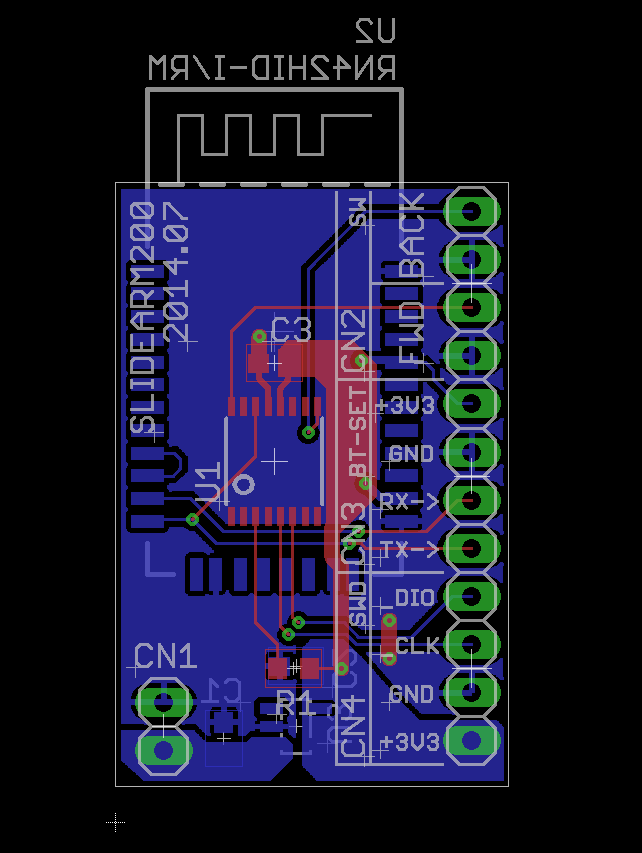 U2
RN42HID-I/RM
SLIDEARM200
2014.07
SW
BACK
C3
CN2
FWD
+3V3
BT-SET
GND
U1
RX->
CN3
TX->
SWD
DIO
CLK
CN1
C1
R1
GND
CN4
+3V3